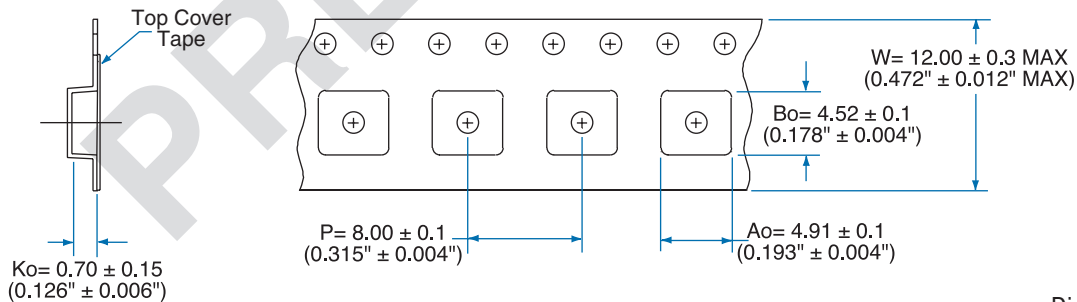 Top Cover
Tape
W= 12.00 ± 0.3 MAX
(0.472" ± 0.012" MAX)
Bo= 4.52 ± 0.1
(0.178" ± 0.004")
P= 8.00 ± 0.1
(0.315" ± 0.004")
Ao= 4.91 ± 0.1
(0.193" ± 0.004")
Ko= 0.70 ± 0.15
(0.126" ± 0.006")
PRE